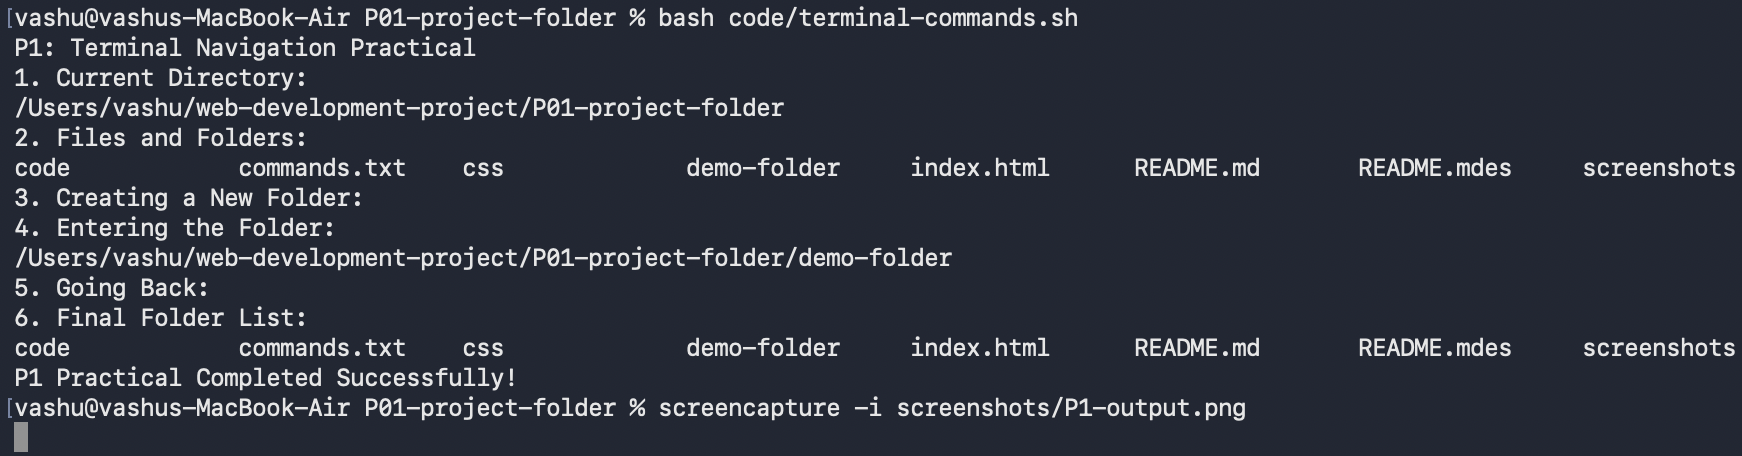 [vashu@vashus-MacBook-Air P01-project-folder % bash code/terminal-commands.sh
P1: Terminal Navigation Practical
1. Current Directory:
/Users/vashu/web-development-project/P01-project-folder
2. Files and Folders:
code commands.txt css demo-folder index.html README.md README.mdes screenshots
3. Creating a New Folder:
4. Entering the Folder:
/Users/vashu/web-development-project/P01-project-folder/demo-folder
5. Going Back:
6. Final Folder List:
code commands.txt css demo-folder index.html README.md README.mdes screenshots
P1 Practical Completed Successfully!
[vashu@vashus-MacBook-Air P01-project-folder % screencapture -i screenshots/P1-output.png